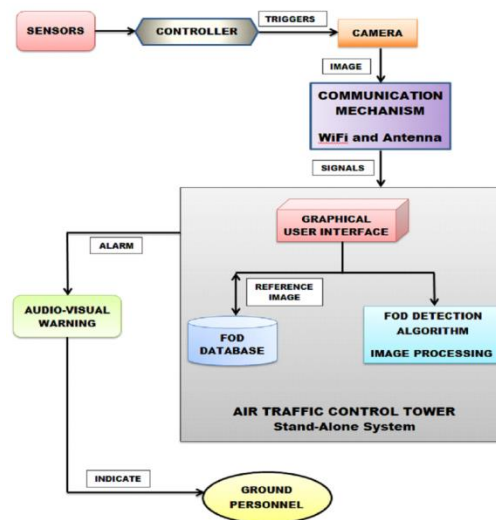 SENSORS
CONTROLLER
TRIGGERS
CAMERA
IMAGE
COMMUNICATION
MECHANISM
WiFi and Antenna
SIGNALS
GRAPHICAL
USER INTERFACE
ALARM
REFERENCE
IMAGE
AUDIO-VISUAL
WARNING
FOD
DATABASE
FOD DETECTION
ALGORITHM
IMAGE PROCESSING
AIR TRAFFIC CONTROL TOWER
Stand-Alone System
INDICATE
GROUND
PERSONNEL